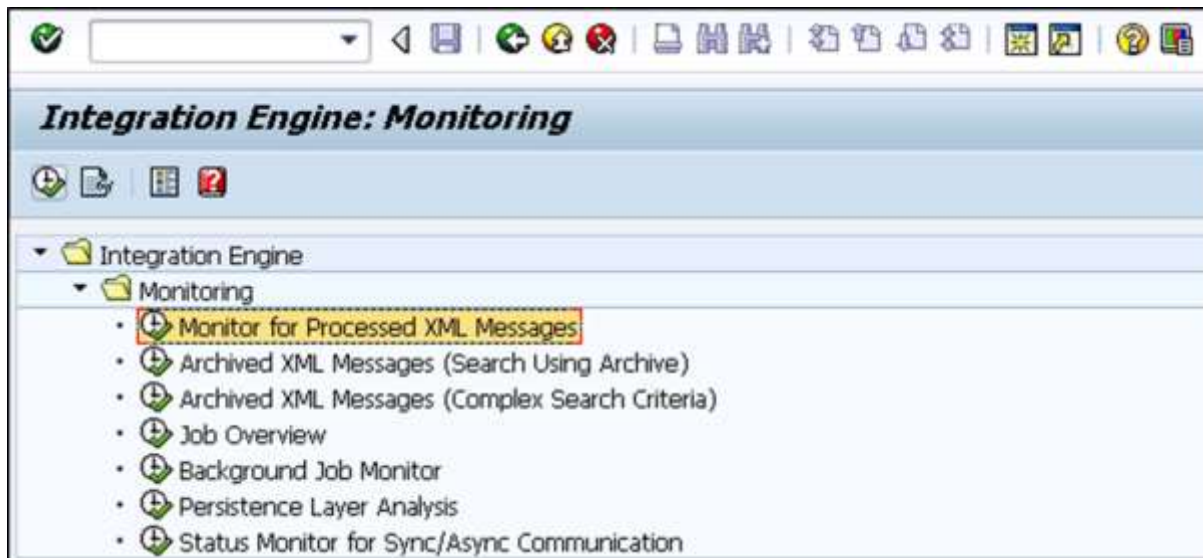 Integration Engine: Monitoring
Integration Engine
Monitoring
Monitor for Processed XML Messages
Archived XML Messages (Search Using Archive)
Archived XML Messages (Complex Search Criteria)
Job Overview
Background Job Monitor
Persistence Layer Analysis
Status Monitor for Sync/Async Communication